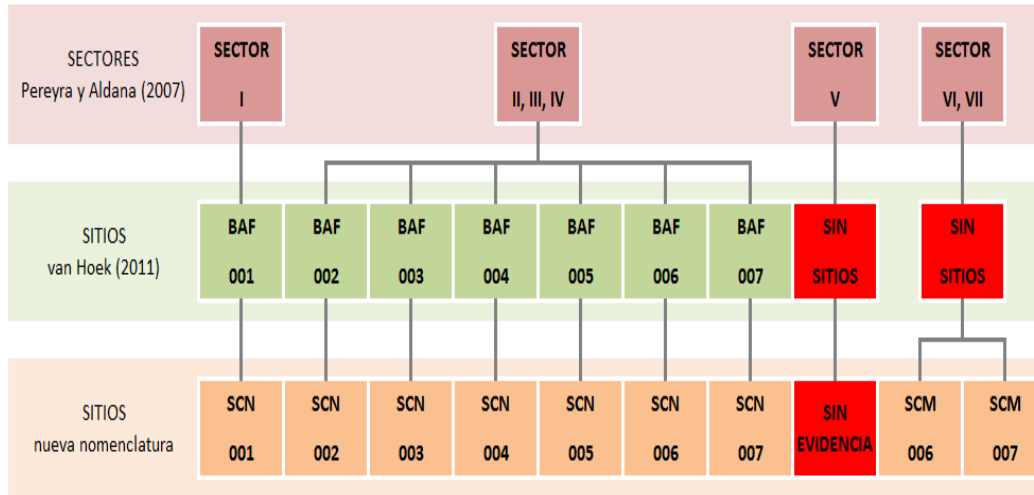 SECTORES
Pereyra y Aldana (2007)
SECTOR
I
SECTOR
II, III, IV
SECTOR
V
SECTOR
VI, VII
SITIOS
van Hoek (2011)
BAF
001
BAF
002
BAF
003
BAF
004
BAF
005
BAF
006
BAF
007
SIN
SITIOS
SIN
SITIOS
SITIOS
nueva nomenclatura
SCN
001
SCN
002
SCN
003
SCN
004
SCN
005
SCN
006
SCN
007
SIN
EVIDENCIA
SCM
006
SCM
007